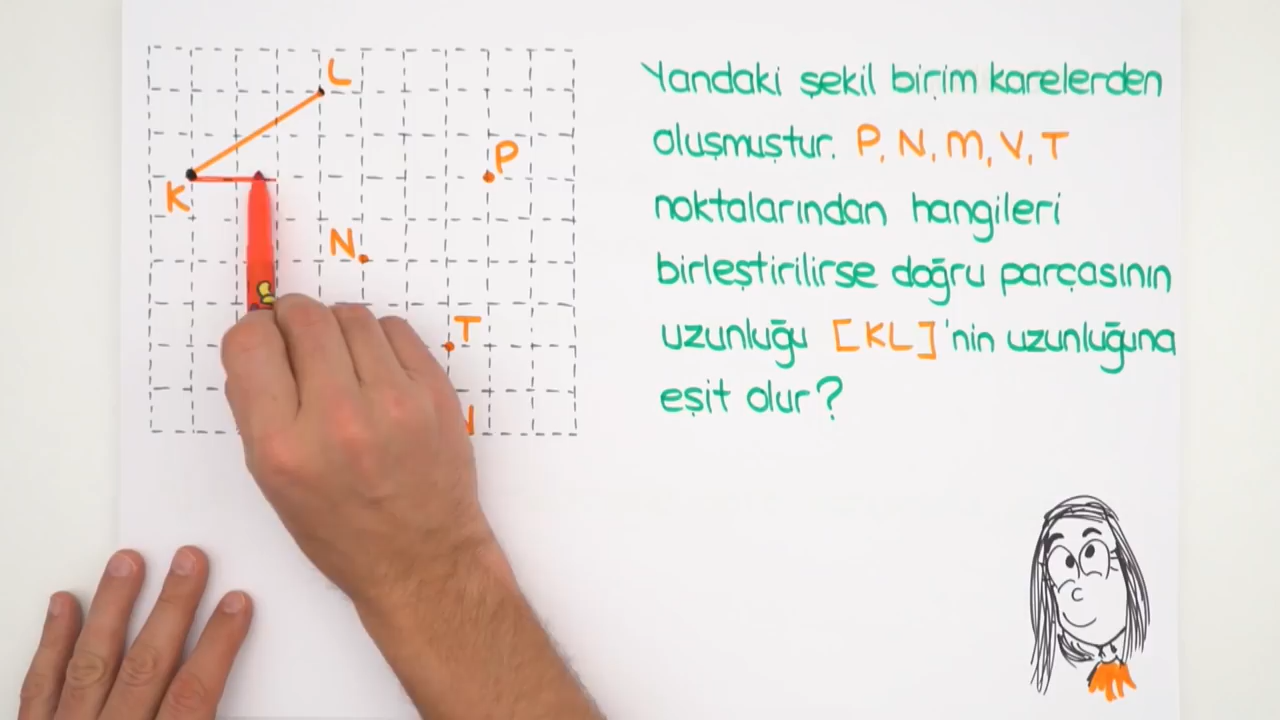 Yandaki şekil birim karelerden
oluşmuştur. P, N, M, V, T
noktalarından hangileri
birleştirilirse doğru parçasının
uzunluğu [KL]'nin uzunluğuna
eşit olur?
L
P
K
N
T